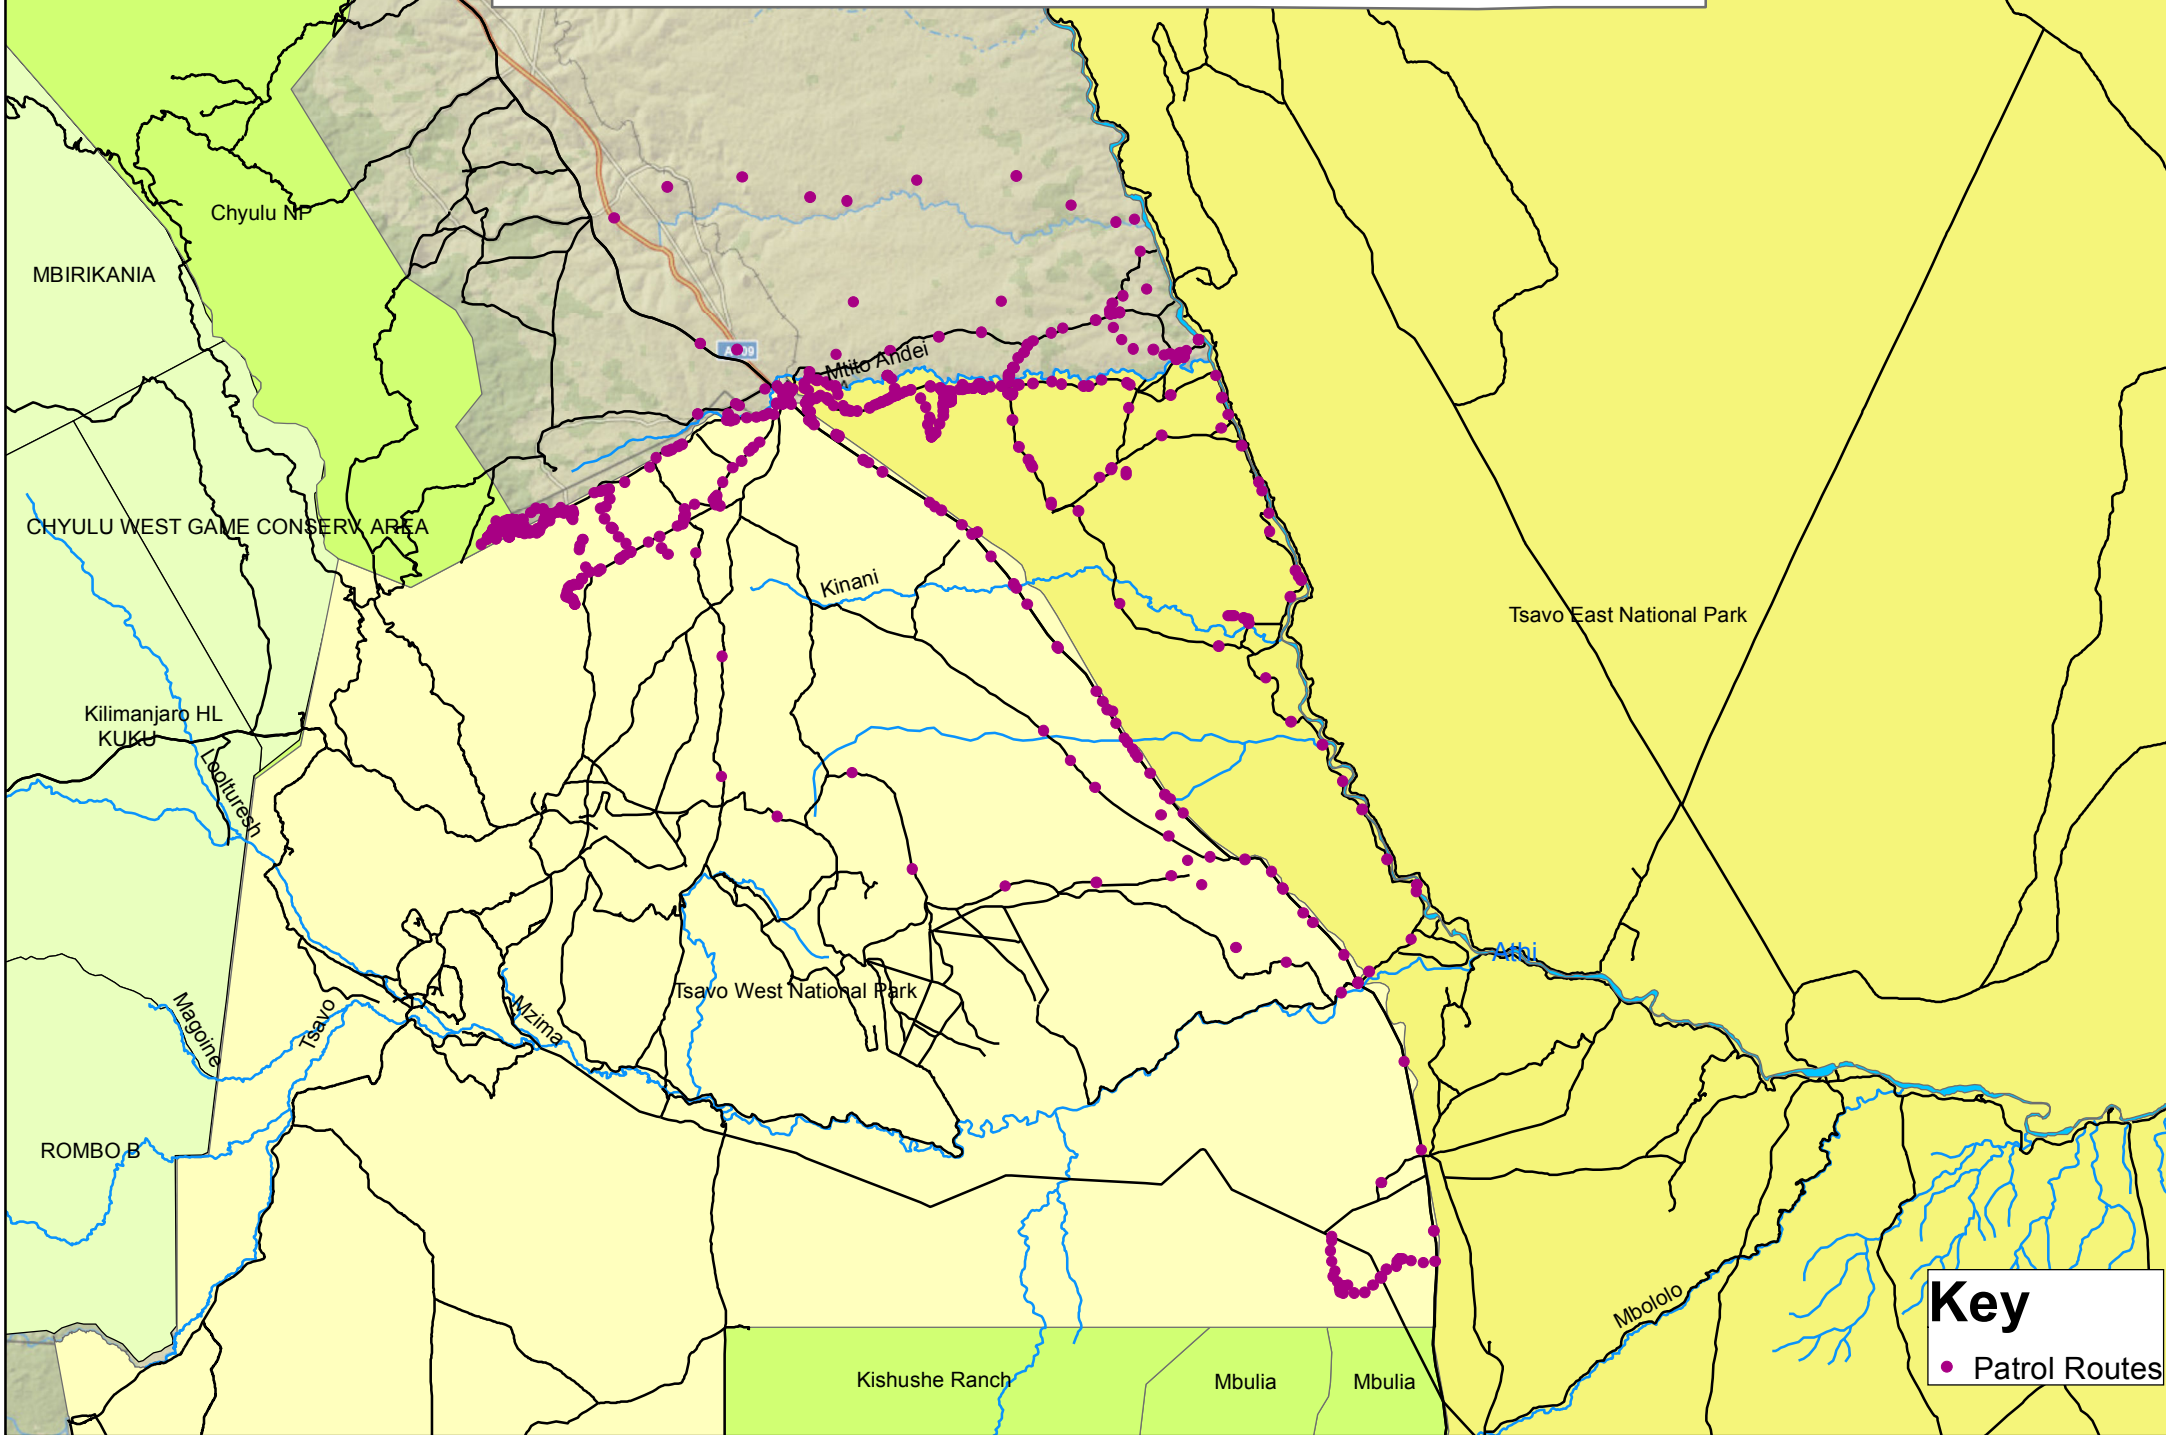 Chyulu NP
MBIRIKANIA
Mtito Andei
CHYULU WEST GAME CONSERV. AREA
Kinani
Tsavo East National Park
Kilimanjaro HL
KUKU
Loolturesh
Athi
Tsavo West National Park
Magoine
Tsavo
Mzima
ROMBO B
Mbololo
Kishushe Ranch
Mbulia
Mbulia
Key
Patrol Routes